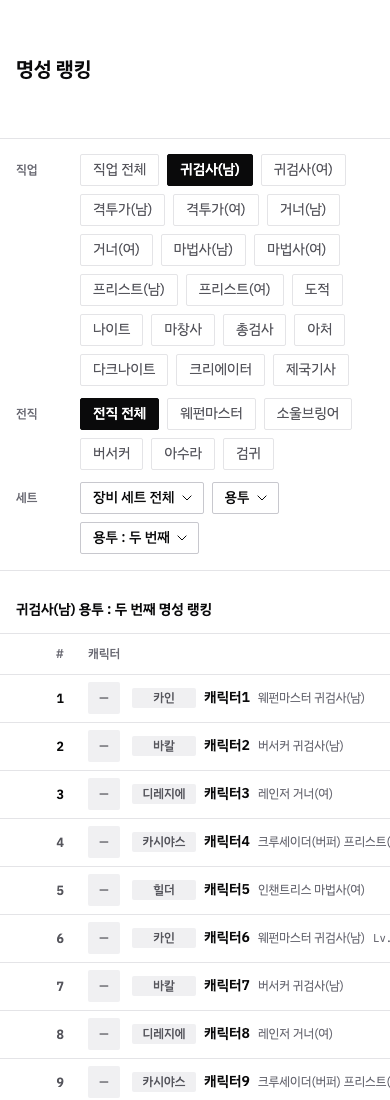 명성 랭킹
직업
직업 전체 귀검사(남) 귀검사(여)
격투가(남) 격투가(여) 거너(남)
거너(여) 마법사(남) 마법사(여)
프리스트(남) 프리스트(여) 도적
나이트 마창사 총검사 아처
다크나이트 크리에이터 제국기사
전직
전직 전체 웨펀마스터 소울브링어
버서커 아수라 검귀
세트
장비 세트 전체 용투
용투 : 두 번째
귀검사(남) 용투 : 두 번째 명성 랭킹
# 캐릭터
1 — 카인 캐릭터1 웨펀마스터 귀검사(남)
2 — 바칼 캐릭터2 버서커 귀검사(남)
3 — 디레지에 캐릭터3 레인저 거너(여)
4 — 카시야스 캐릭터4 크루세이더(버퍼) 프리스트(
5 — 힐더 캐릭터5 인챈트리스 마법사(여)
6 — 카인 캐릭터6 웨펀마스터 귀검사(남) Lv.
7 — 바칼 캐릭터7 버서커 귀검사(남)
8 — 디레지에 캐릭터8 레인저 거너(여)
9 — 카시야스 캐릭터9 크루세이더(버퍼) 프리스트(